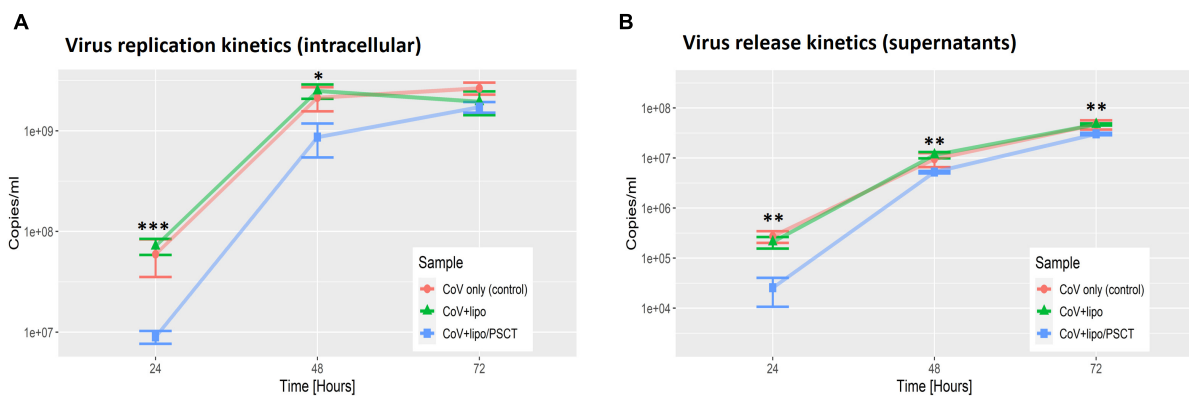 A
Virus replication kinetics (intracellular)
Copies/ml
1e+09
1e+08
1e+07
***
*
Sample
CoV only (control)
CoV+lipo
CoV+lipo/PSCT
24
48
72
Time [Hours]
B
Virus release kinetics (supernatants)
Copies/ml
1e+08
1e+07
1e+06
1e+05
1e+04
**
**
**
Sample
CoV only (control)
CoV+lipo
CoV+lipo/PSCT
24
48
72
Time [Hours]